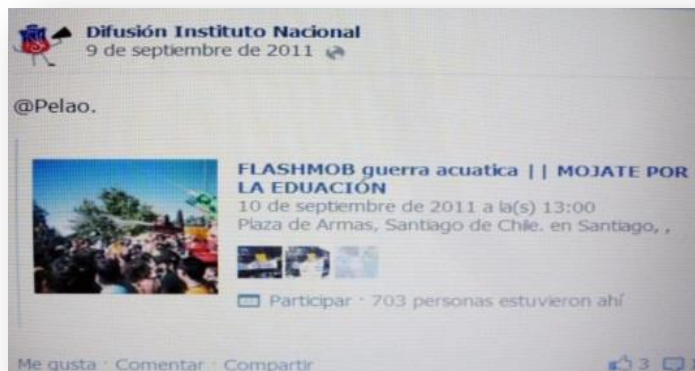 Difusión Instituto Nacional
9 de septiembre de 2011
@Pelao.
FLASHMOB guerra acuatica || MOJATE POR
LA EDUACIÓN
10 de septiembre de 2011 a la(s) 13:00
Plaza de Armas, Santiago de Chile. en Santiago, ,
Participar · 703 personas estuvieron ahí
Me gusta · Comentar · Compartir
3